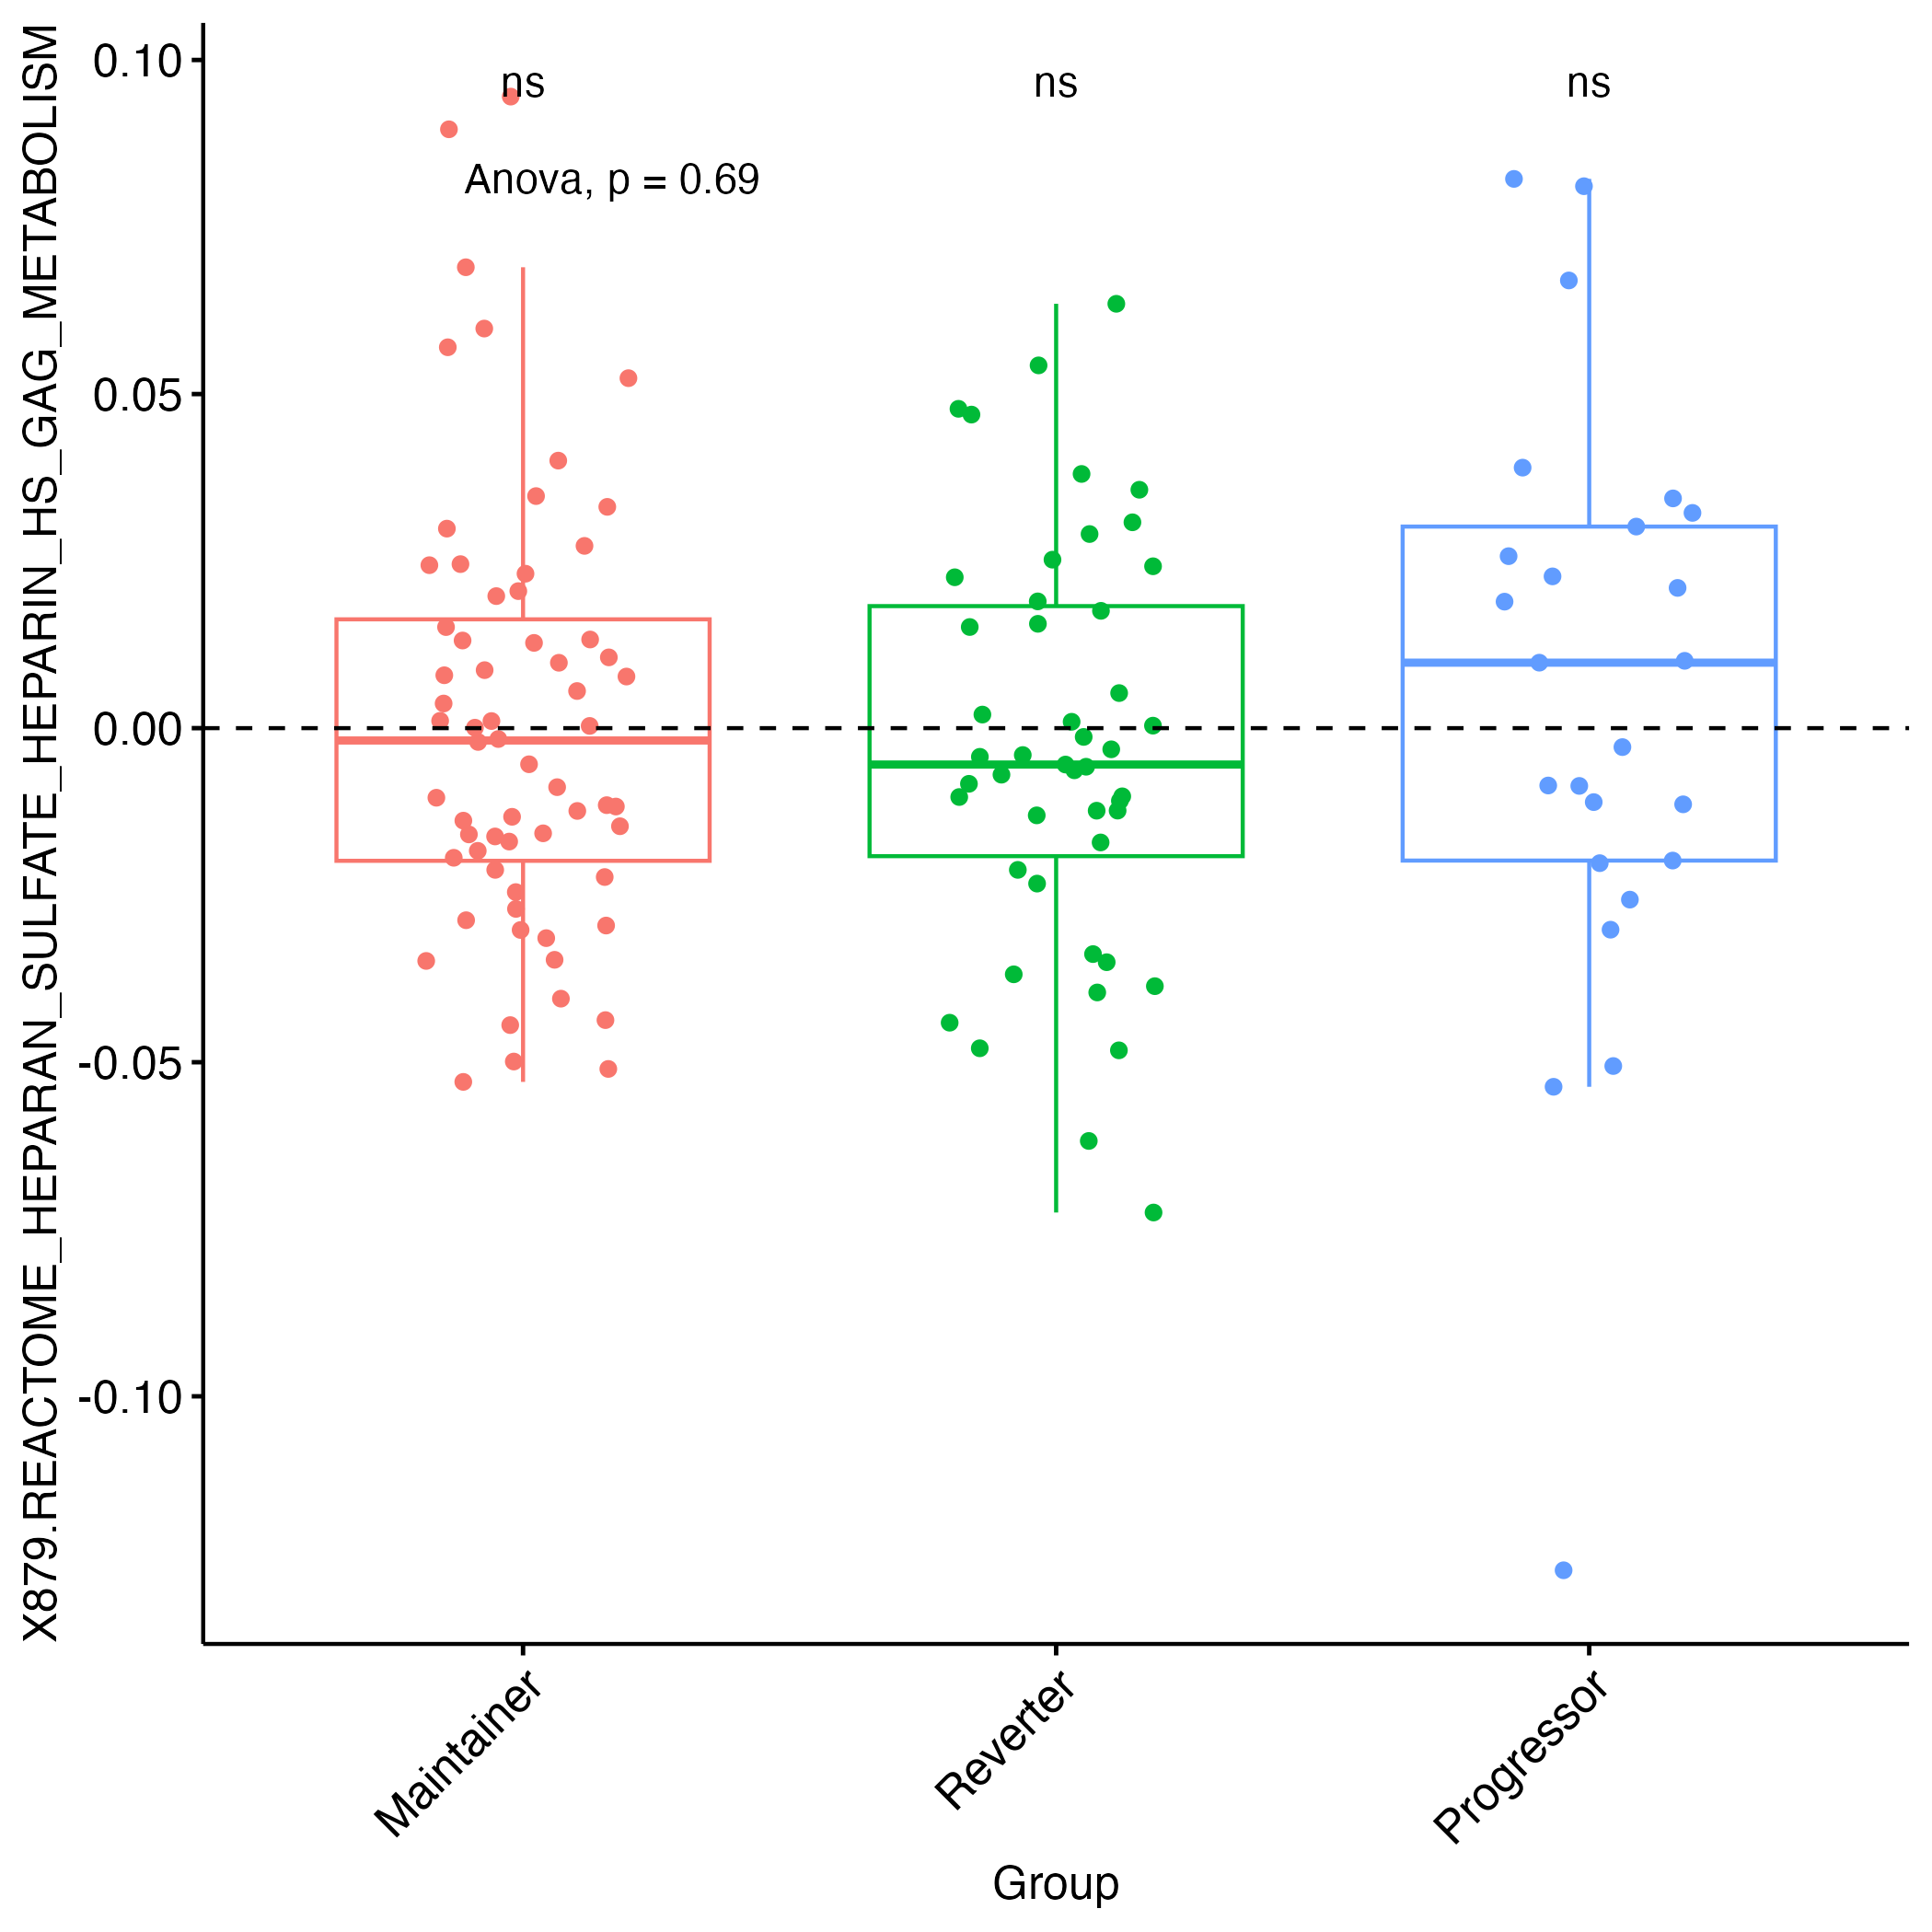 X879.REACTOME_HEPARAN_SULFATE_HEPARIN_HS_GAG_METABOLISM
0.10
0.05
0.00
-0.05
-0.10
ns
ns
ns
Anova, p = 0.69
Maintainer
Reverter
Progressor
Group